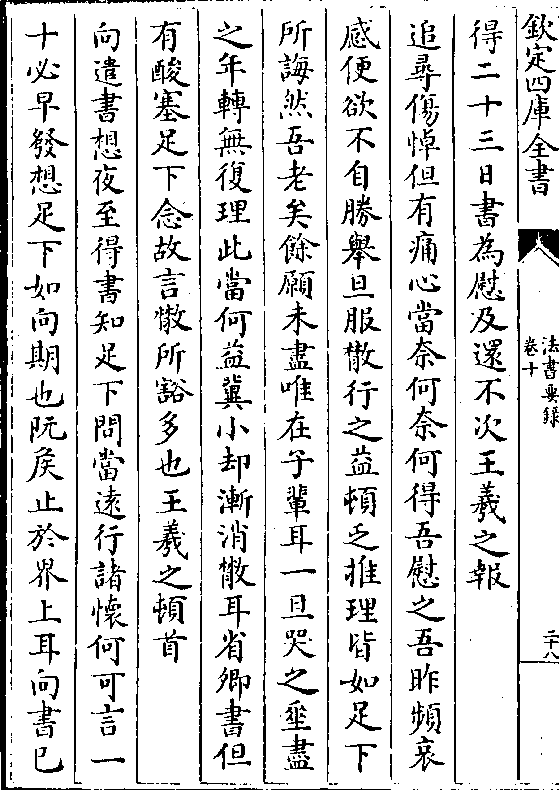 欽定四庫全書
法書要録
卷十
二十八
得二十三日書為慰及還不次王羲之報
追尋傷悼但有痛心當奈何奈何得吾慰之吾昨頻哀
感便欲不自勝舉旦服散行之益頓乏推理皆如足下
所誨然吾老矣餘願未盡唯在子輩耳一旦哭之垂盡
之年轉無復理此當何益冀小却漸消散耳省卿書但
有酸塞足下念故言散所豁多也王羲之頓首
向遣書想夜至得書知足下問當遠行諸懷何可言一
十必早發想足下如向期也阮矦止於界上耳向書已